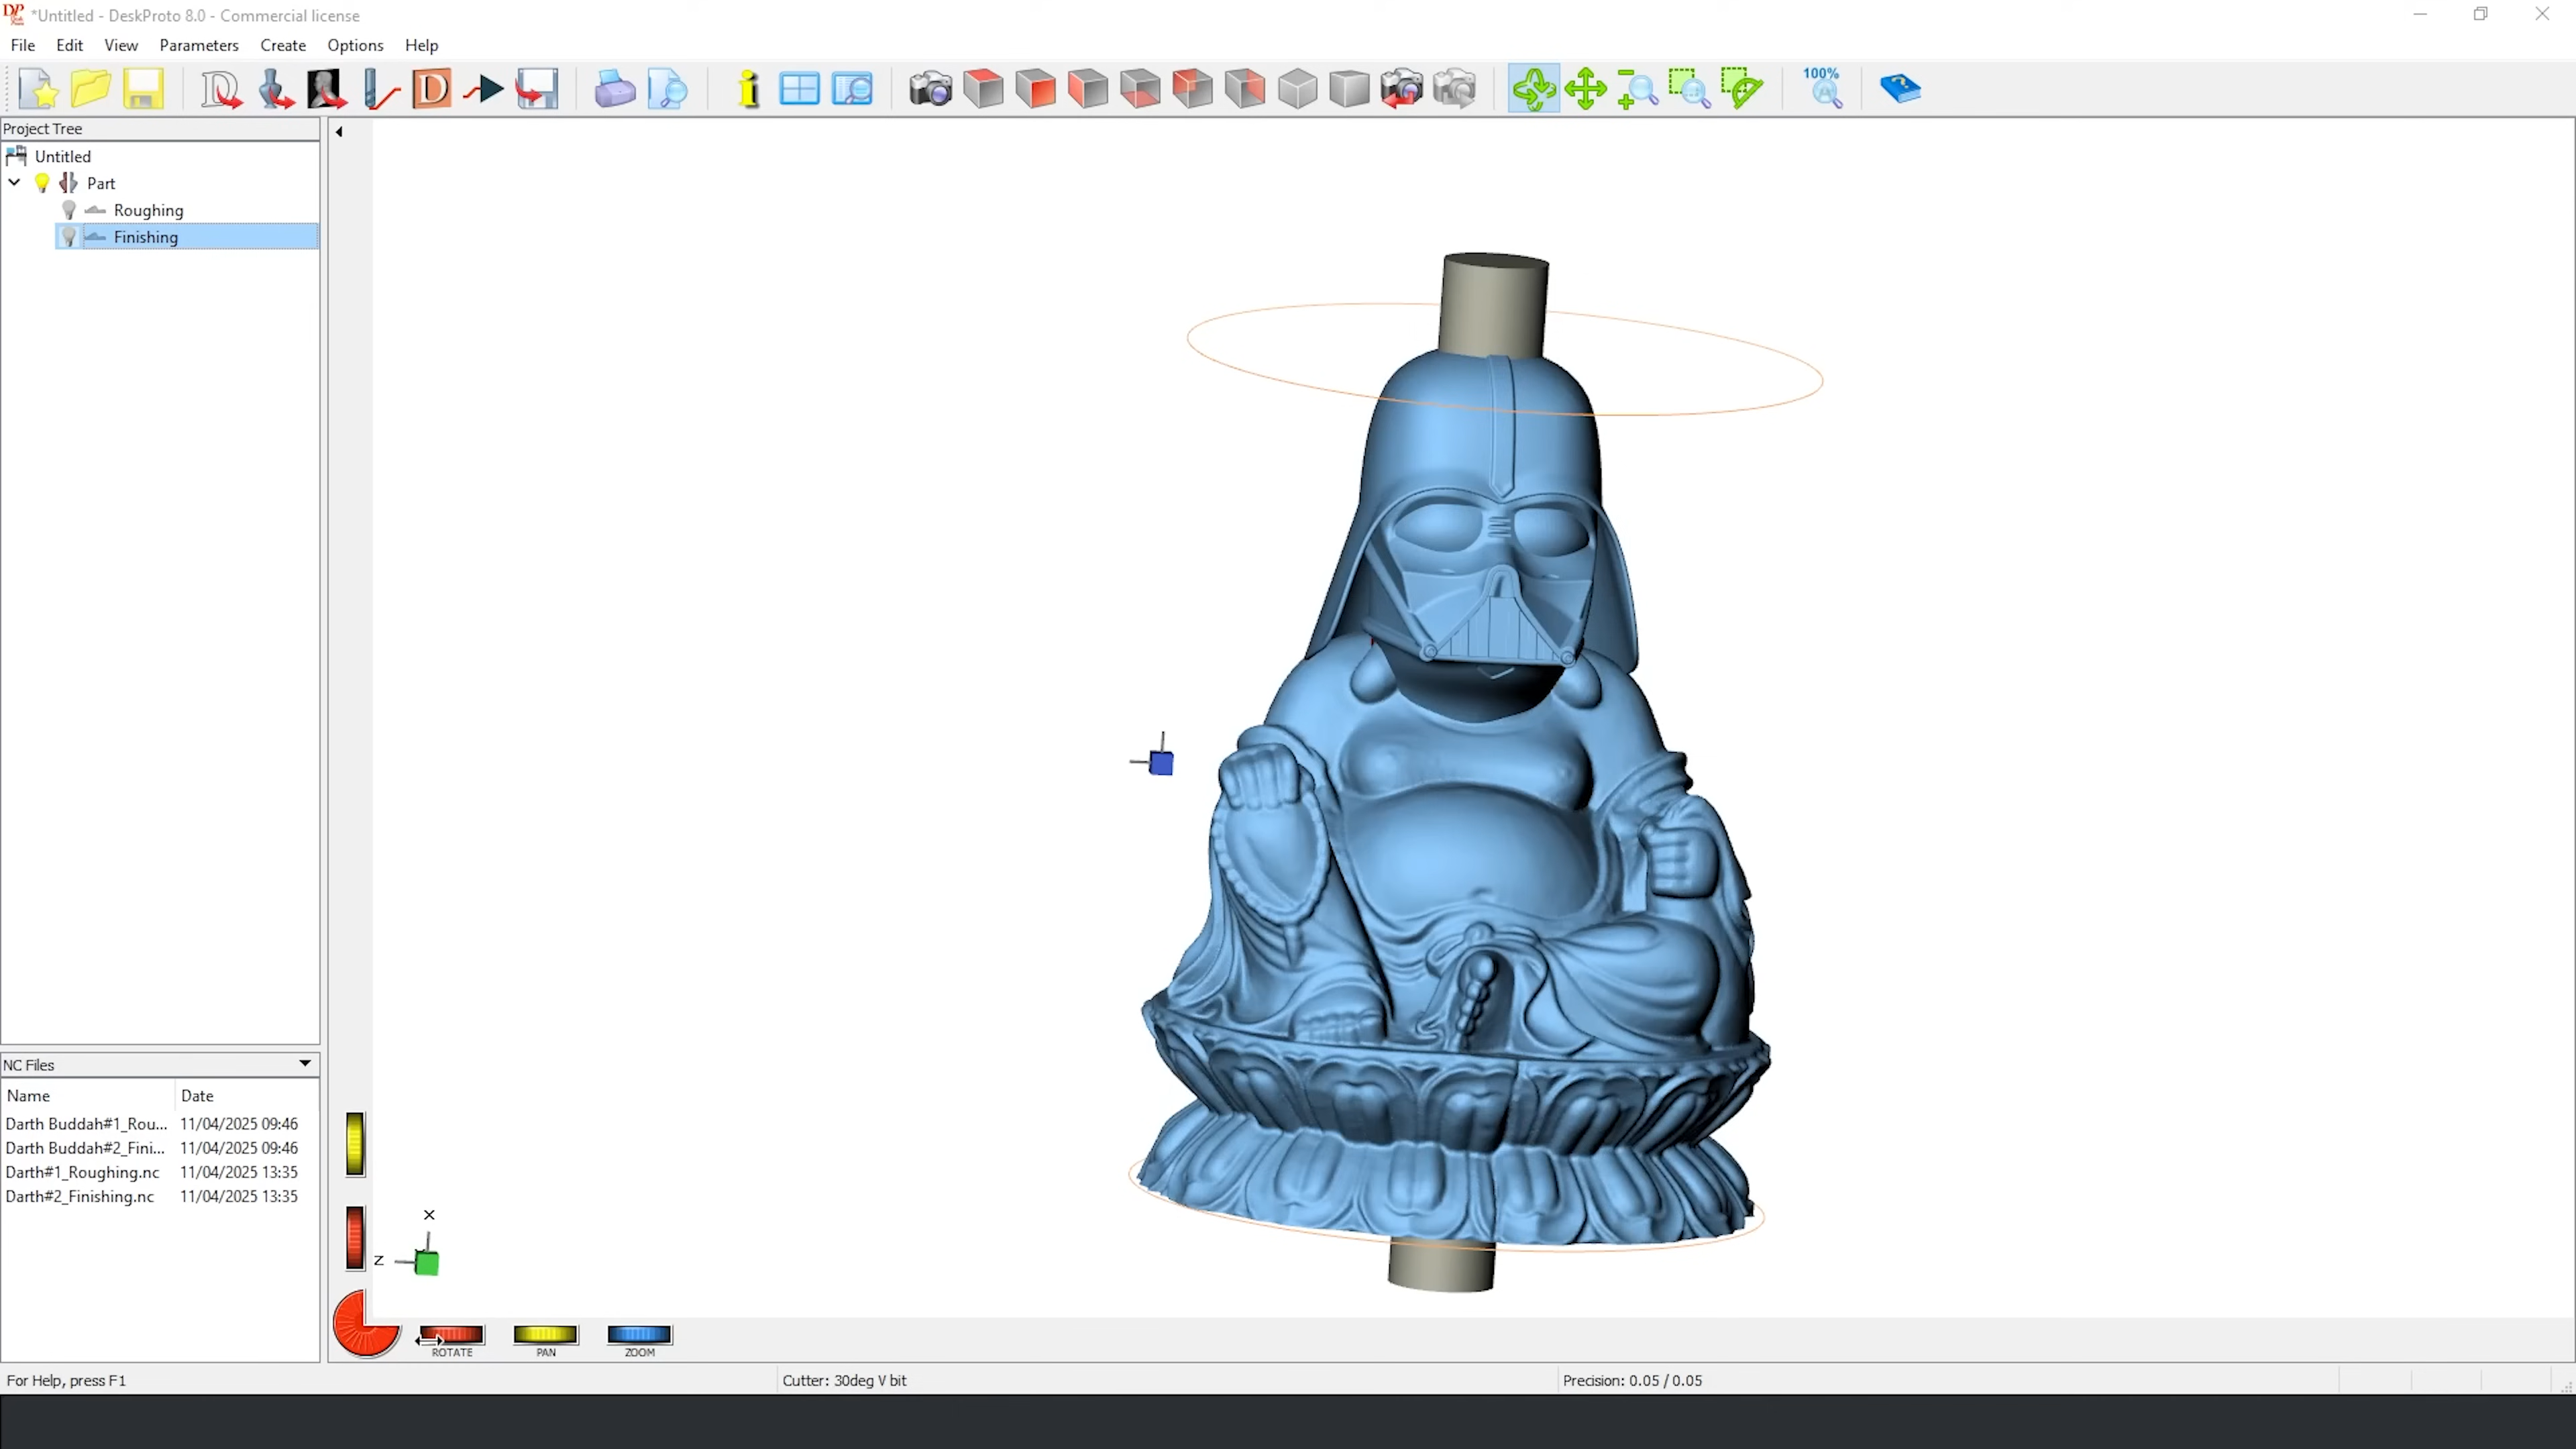 *Untitled - DeskProto 8.0 - Commercial license
File Edit View Parameters Create Options Help
100%
Project Tree
Untitled
Part
Roughing
Finishing
NC Files
Name Date
Darth Buddah#1_Rou... 11/04/2025 09:46
Darth Buddah#2_Fini... 11/04/2025 09:46
Darth#1_Roughing.nc 11/04/2025 13:35
Darth#2_Finishing.nc 11/04/2025 13:35
X
Z
ROTATE PAN ZOOM
For Help, press F1 Cutter: 30deg V bit Precision: 0.05 / 0.05